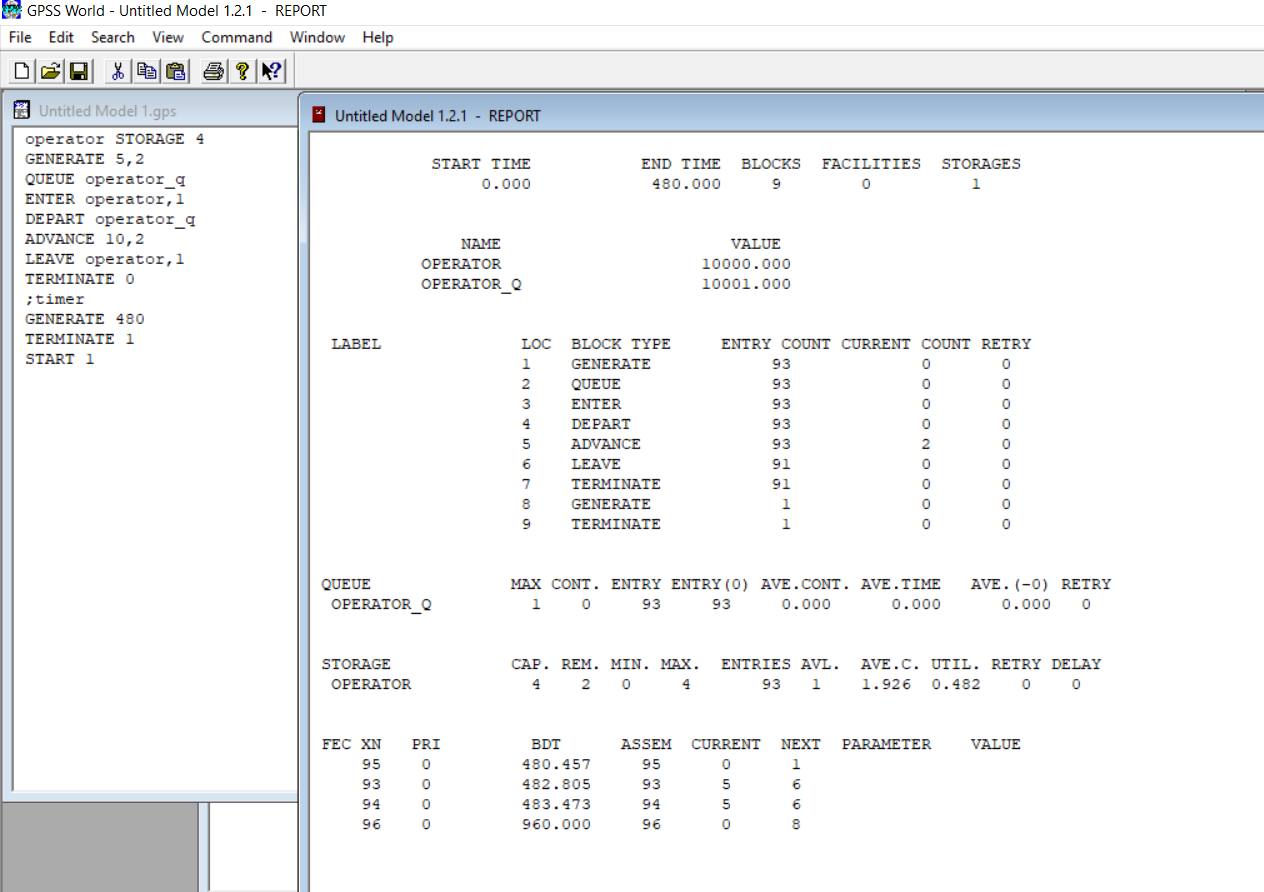 GPSS World - Untitled Model 1.2.1 - REPORT
File Edit Search View Command Window Help
Untitled Model 1.gps
operator STORAGE 4
GENERATE 5,2
QUEUE operator_q
ENTER operator,1
DEPART operator_q
ADVANCE 10,2
LEAVE operator,1
TERMINATE 0
;timer
GENERATE 480
TERMINATE 1
START 1
Untitled Model 1.2.1 - REPORT
START TIME END TIME BLOCKS FACILITIES STORAGES
0.000 480.000 9 0 1
NAME VALUE
OPERATOR 10000.000
OPERATOR_Q 10001.000
LABEL LOC BLOCK TYPE ENTRY COUNT CURRENT COUNT RETRY
1 GENERATE 93 0 0
2 QUEUE 93 0 0
3 ENTER 93 0 0
4 DEPART 93 0 0
5 ADVANCE 93 2 0
6 LEAVE 91 0 0
7 TERMINATE 91 0 0
8 GENERATE 1 0 0
9 TERMINATE 1 0 0
QUEUE MAX CONT. ENTRY ENTRY(0) AVE.CONT. AVE.TIME AVE.(-0) RETRY
OPERATOR_Q 1 0 93 93 0.000 0.000 0.000 0
STORAGE CAP. REM. MIN. MAX. ENTRIES AVL. AVE.C. UTIL. RETRY DELAY
OPERATOR 4 2 0 4 93 1 1.926 0.482 0 0
FEC XN PRI BDT ASSEM CURRENT NEXT PARAMETER VALUE
95 0 480.457 95 0 1
93 0 482.805 93 5 6
94 0 483.473 94 5 6
96 0 960.000 96 0 8